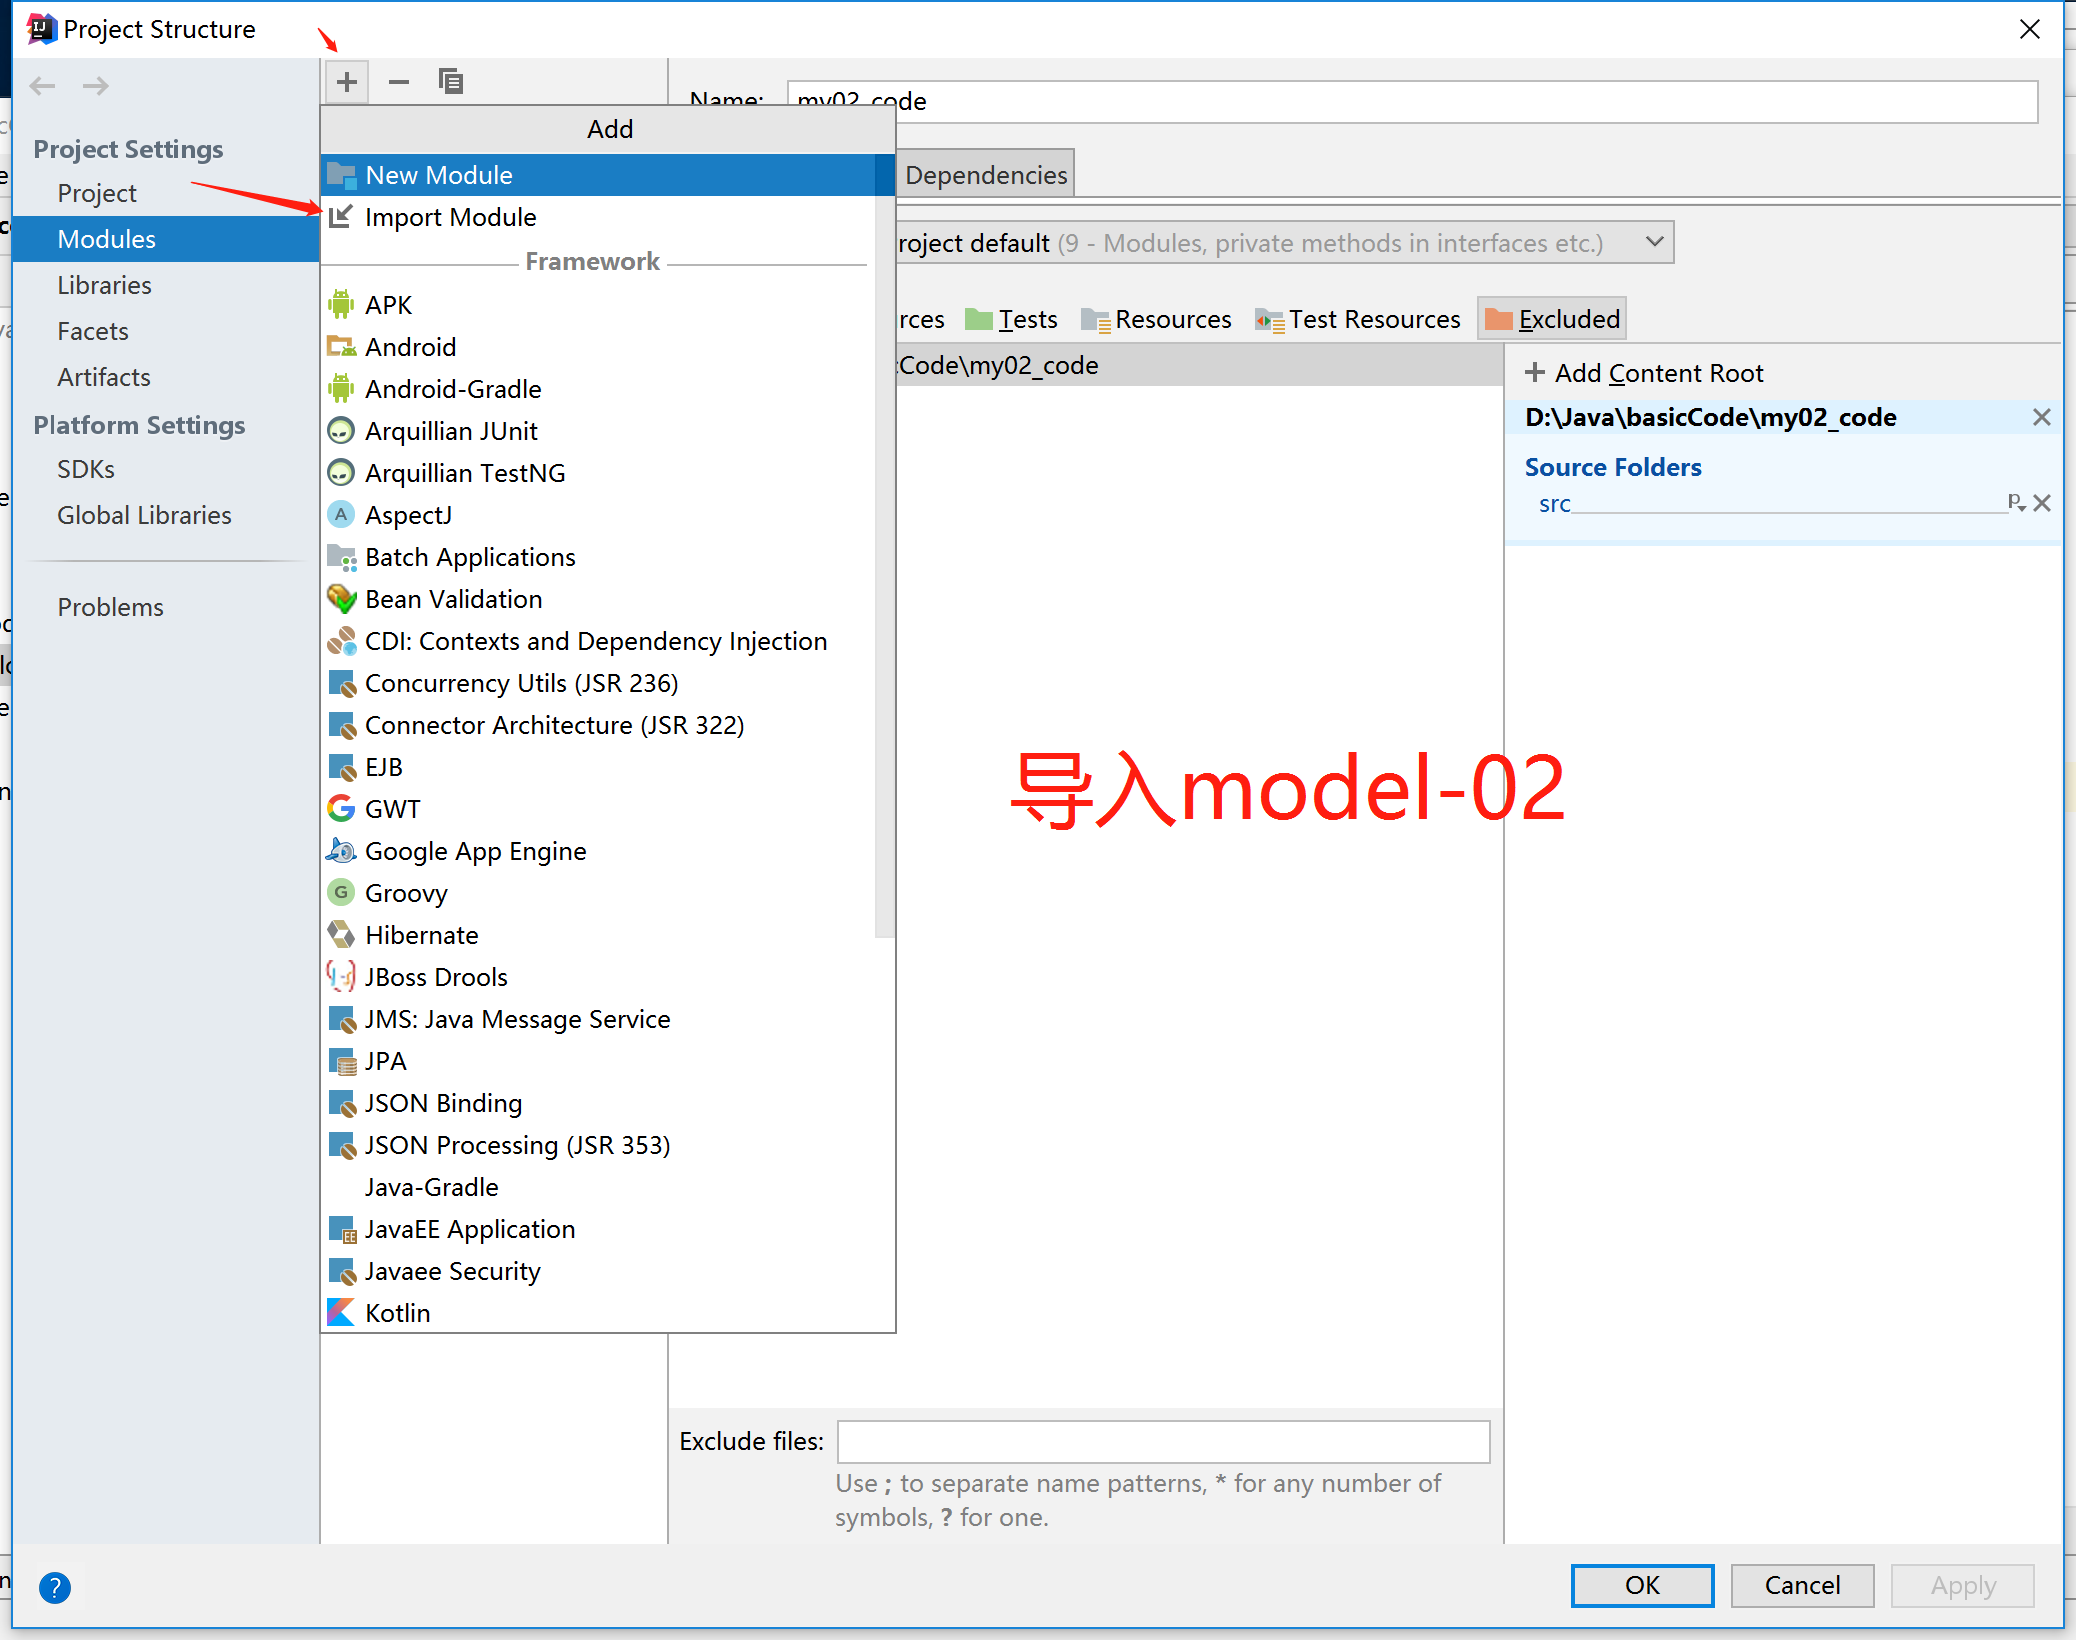 Project Structure
Name: my02_code
Add
Project Settings
New Module
Dependencies
Project
Import Module
Modules
roject default (9 - Modules, private methods in interfaces etc.)
Framework
Libraries
APK
rces
Tests
Resources
Test Resources
Excluded
Facets
Android
Code\my02_code
Add Content Root
Artifacts
Android-Gradle
D:\Java\basicCode\my02_code
Platform Settings
Arquillian JUnit
Source Folders
SDKs
Arquillian TestNG
src
Global Libraries
AspectJ
Batch Applications
Problems
Bean Validation
CDI: Contexts and Dependency Injection
Concurrency Utils (JSR 236)
Connector Architecture (JSR 322)
EJB
导入model-02
GWT
Google App Engine
Groovy
Hibernate
JBoss Drools
JMS: Java Message Service
JPA
JSON Binding
JSON Processing (JSR 353)
Java-Gradle
JavaEE Application
Javaee Security
Kotlin
Exclude files:
Use ; to separate name patterns, * for any number of
symbols, ? for one.
OK
Cancel
Apply